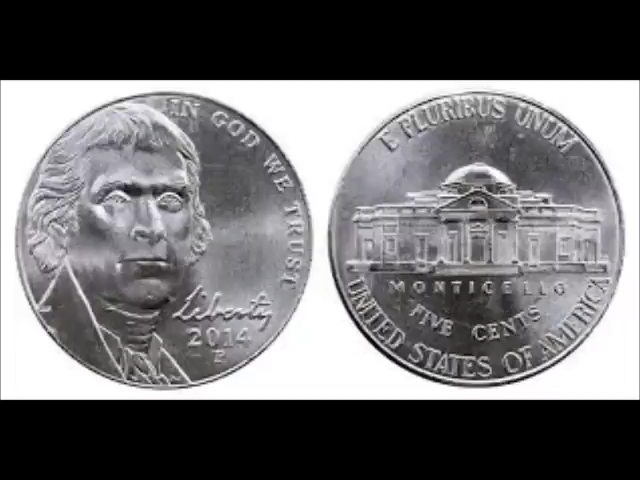 IN GOD WE TRUST
Liberty
2014
P
E PLURIBUS UNUM
MONTICELLO
FIVE CENTS
UNITED STATES OF AMERICA